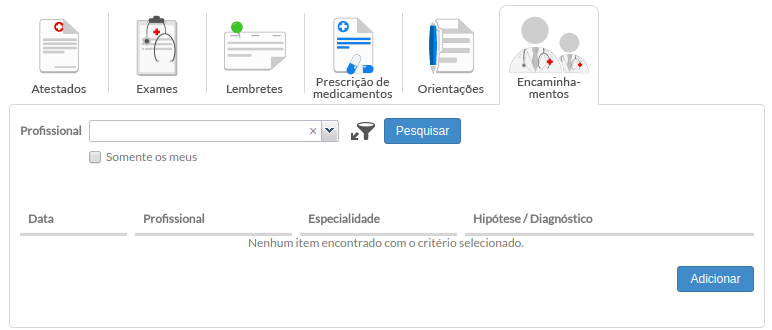 Atestados
Exames
Lembretes
Prescrição de
medicamentos
Orientações
Encaminha-
mentos
Profissional
Pesquisar
Somente os meus
Data Profissional Especialidade Hipótese / Diagnóstico
Nenhum item encontrado com o critério selecionado.
Adicionar